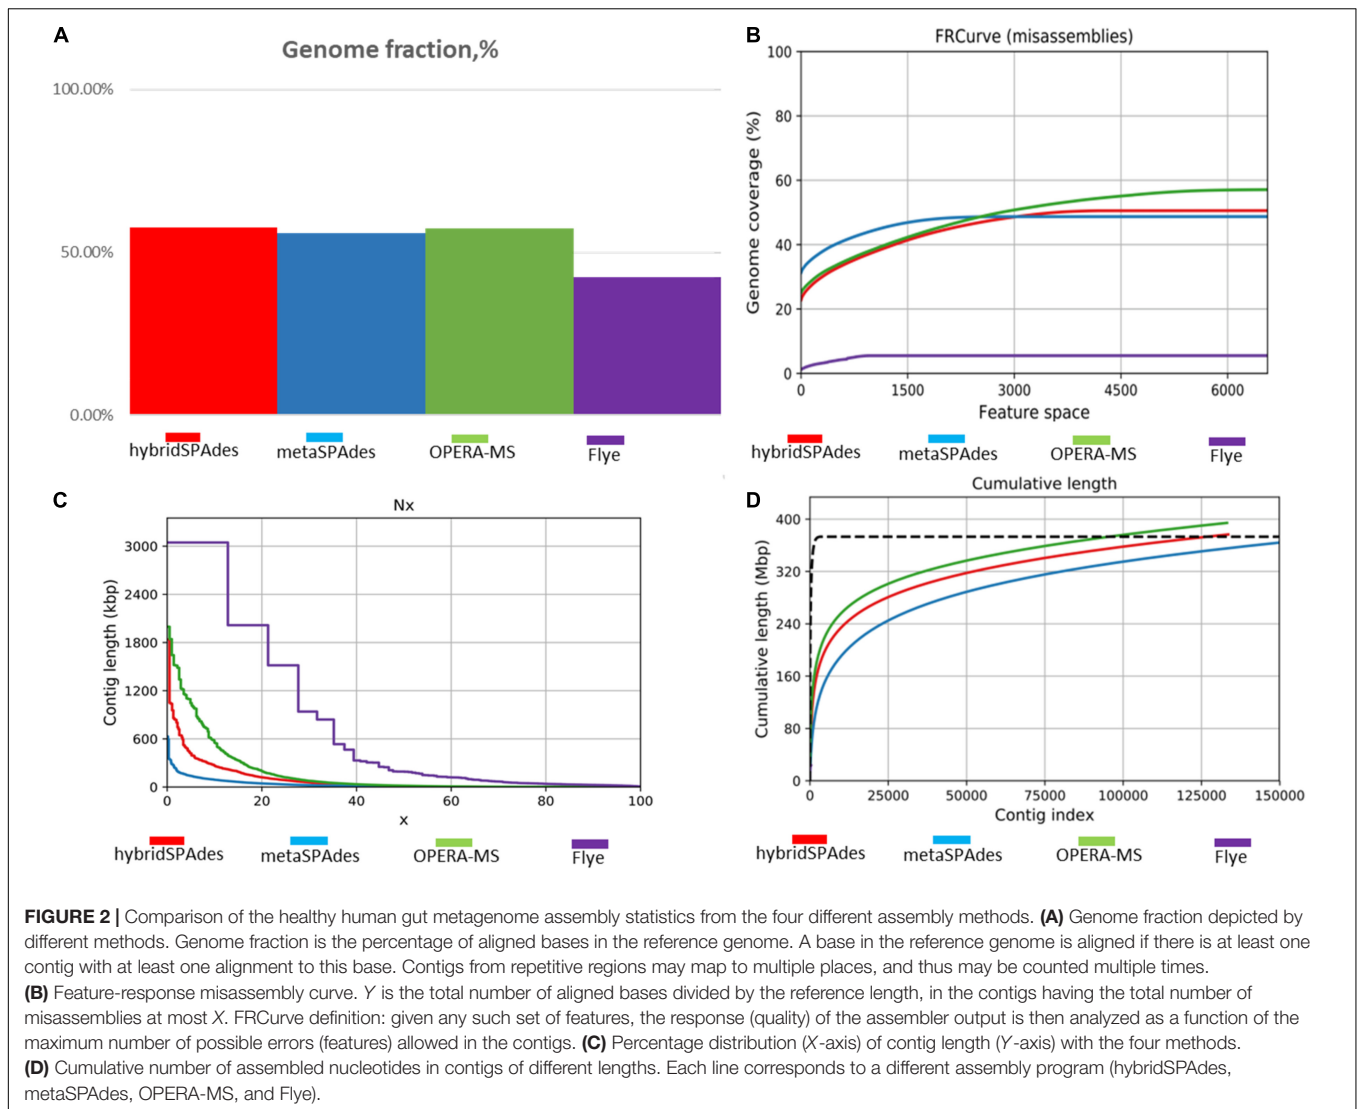 A
Genome fraction,%
100.00%
50.00%
0.00%
hybridSPAdes
metaSPAdes
OPERA-MS
Flye
B
FRCurve (misassemblies)
Genome coverage (%)
100
80
60
40
20
0
0 1500 3000 4500 6000
Feature space
hybridSPAdes
metaSPAdes
OPERA-MS
Flye
C
Nx
Contig length (kbp)
3000
2400
1800
1200
600
0
0 20 40 60 80 100
x
hybridSPAdes
metaSPAdes
OPERA-MS
Flye
D
Cumulative length
Cumulative length (Mbp)
400
320
240
160
80
0
0 25000 50000 75000 100000 125000 150000
Contig index
hybridSPAdes
metaSPAdes
OPERA-MS
Flye
FIGURE 2 | Comparison of the healthy human gut metagenome assembly statistics from the four different assembly methods. (A) Genome fraction depicted by
different methods. Genome fraction is the percentage of aligned bases in the reference genome. A base in the reference genome is aligned if there is at least one
contig with at least one alignment to this base. Contigs from repetitive regions may map to multiple places, and thus may be counted multiple times.
(B) Feature-response misassembly curve. Y is the total number of aligned bases divided by the reference length, in the contigs having the total number of
misassemblies at most X. FRCurve definition: given any such set of features, the response (quality) of the assembler output is then analyzed as a function of the
maximum number of possible errors (features) allowed in the contigs. (C) Percentage distribution (X-axis) of contig length (Y-axis) with the four methods.
(D) Cumulative number of assembled nucleotides in contigs of different lengths. Each line corresponds to a different assembly program (hybridSPAdes,
metaSPAdes, OPERA-MS, and Flye).